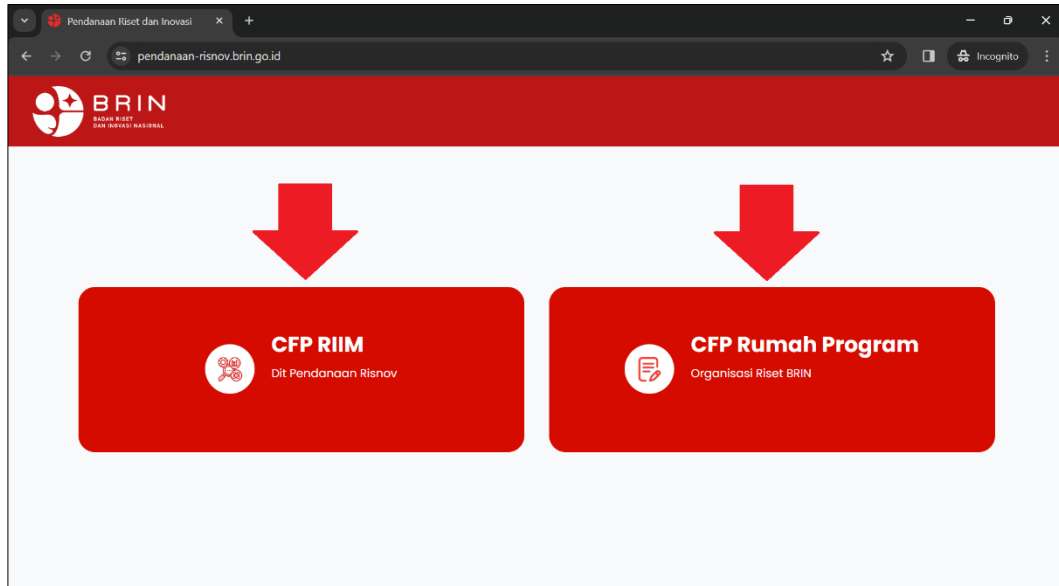 Pendanaan Riset dan Inovasi
pendanaan-risnov.brin.go.id
Incognito
BRIN
BADAN RISET
DAN INOVASI NASIONAL
CFP RIIM
Dit Pendanaan Risnov
CFP Rumah Program
Organisasi Riset BRIN